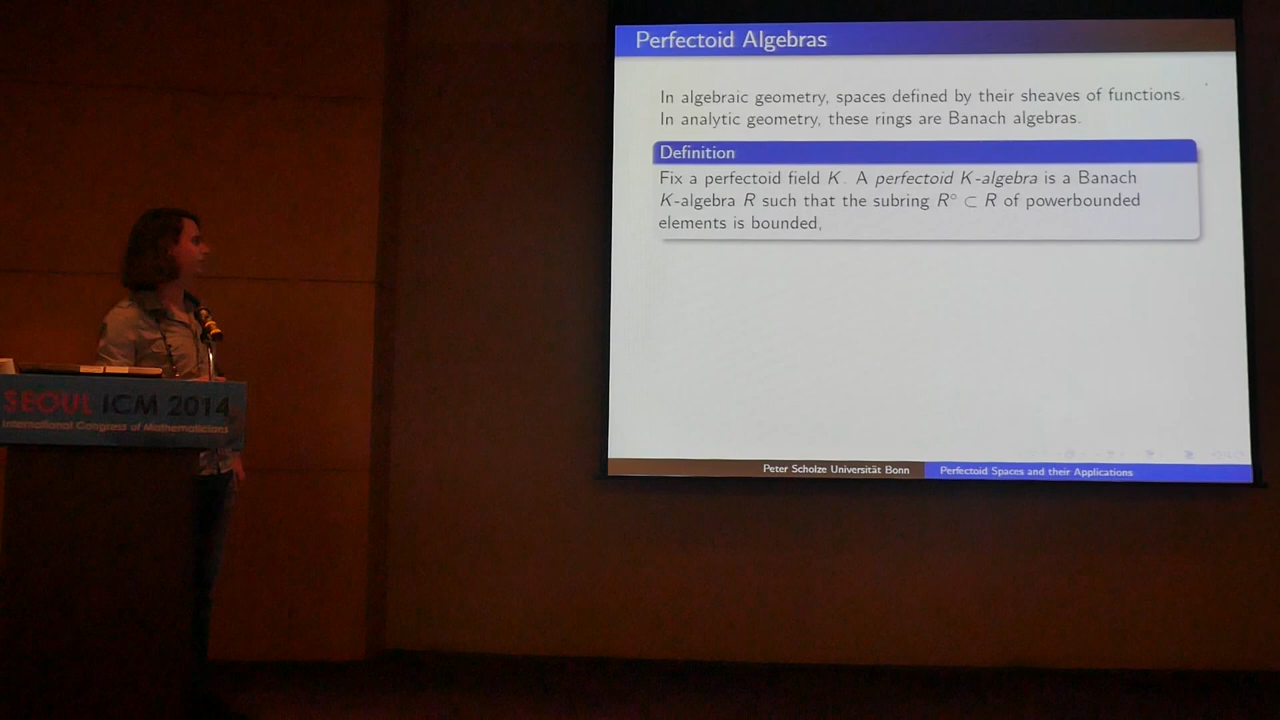 Perfectoid Algebras
In algebraic geometry, spaces defined by their sheaves of functions.
In analytic geometry, these rings are Banach algebras.
Definition
Fix a perfectoid field K. A perfectoid K-algebra is a Banach
K-algebra R such that the subring R° ⊂ R of powerbounded
elements is bounded,
Peter Scholze Universität Bonn
Perfectoid Spaces and their Applications
SEOUL ICM 2014
International Congress of Mathematicians